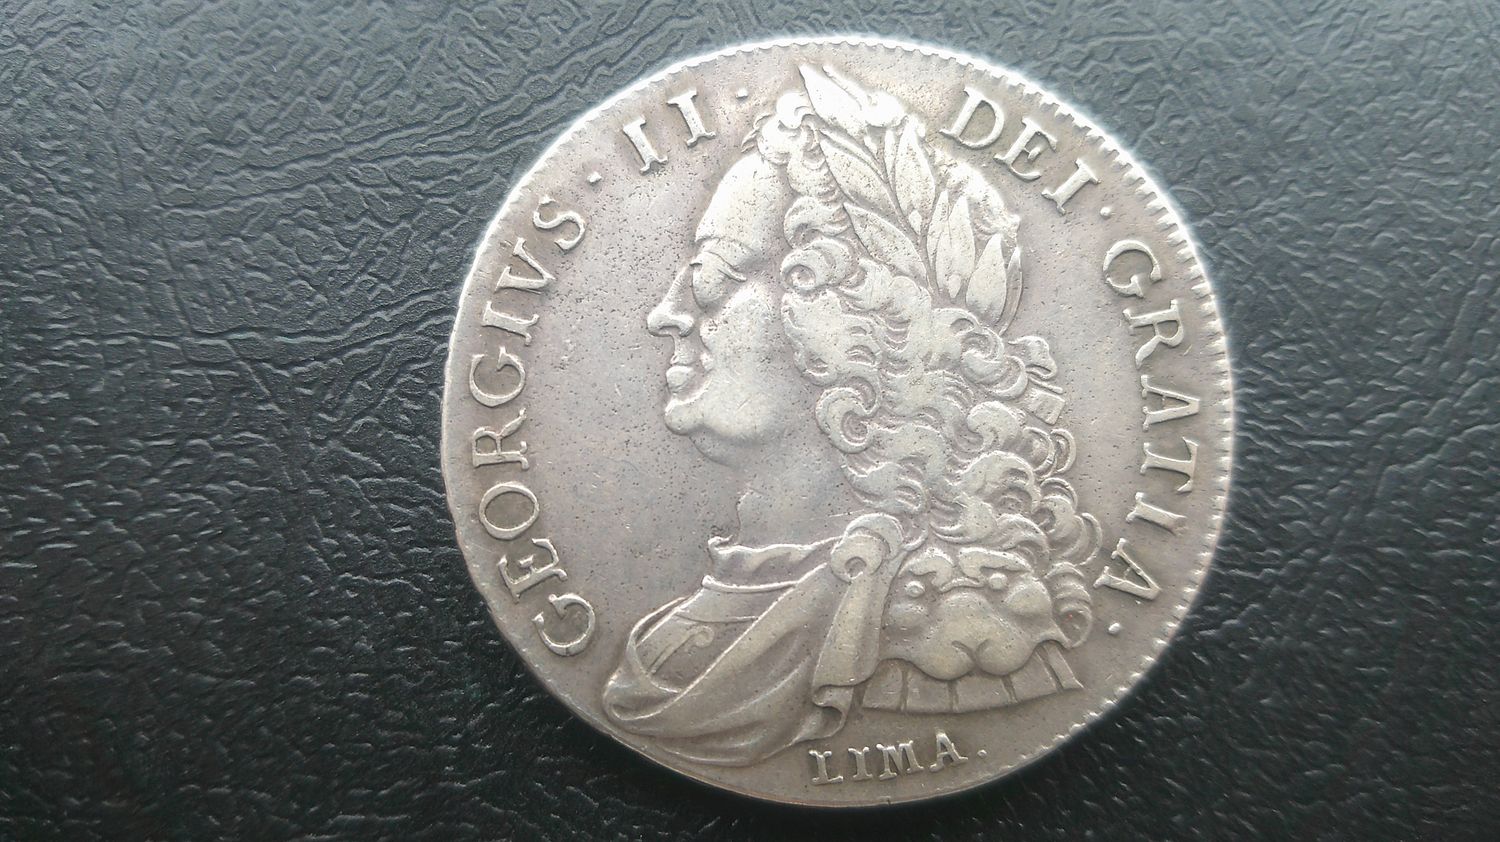 GEORGIVS · II · DEI · GRATIA ·
LIMA.